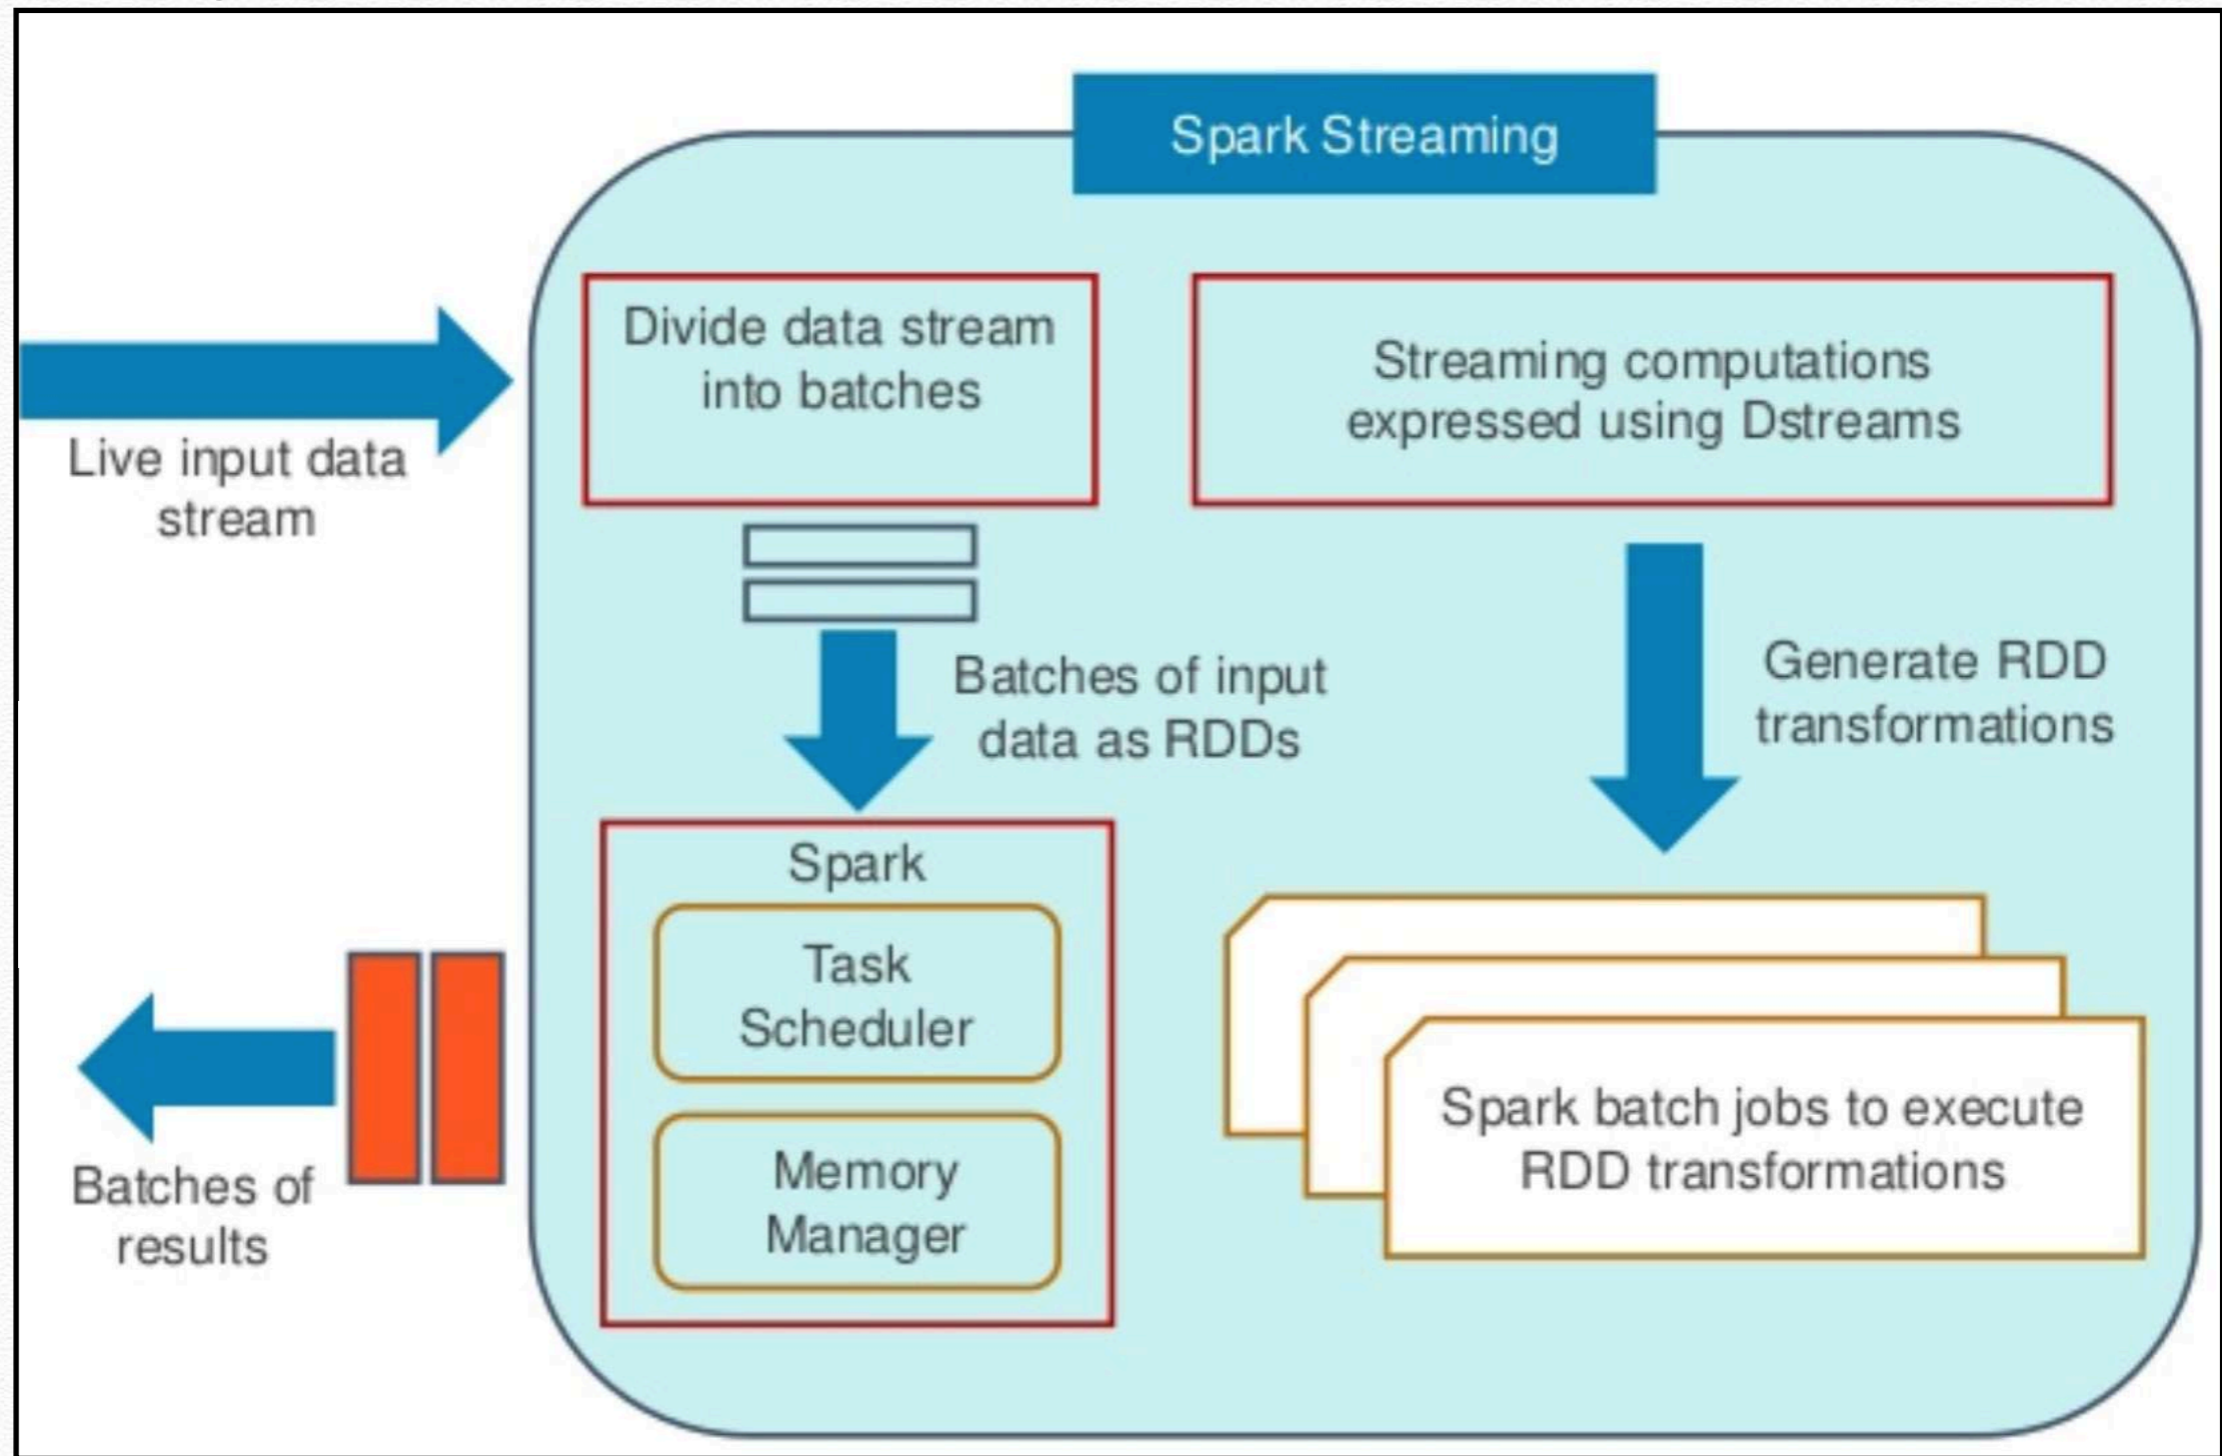 Spark Streaming
Divide data stream
into batches
Streaming computations
expressed using Dstreams
Live input data
stream
Batches of input
data as RDDs
Generate RDD
transformations
Spark
Task
Scheduler
Memory
Manager
Spark batch jobs to execute
RDD transformations
Batches of
results